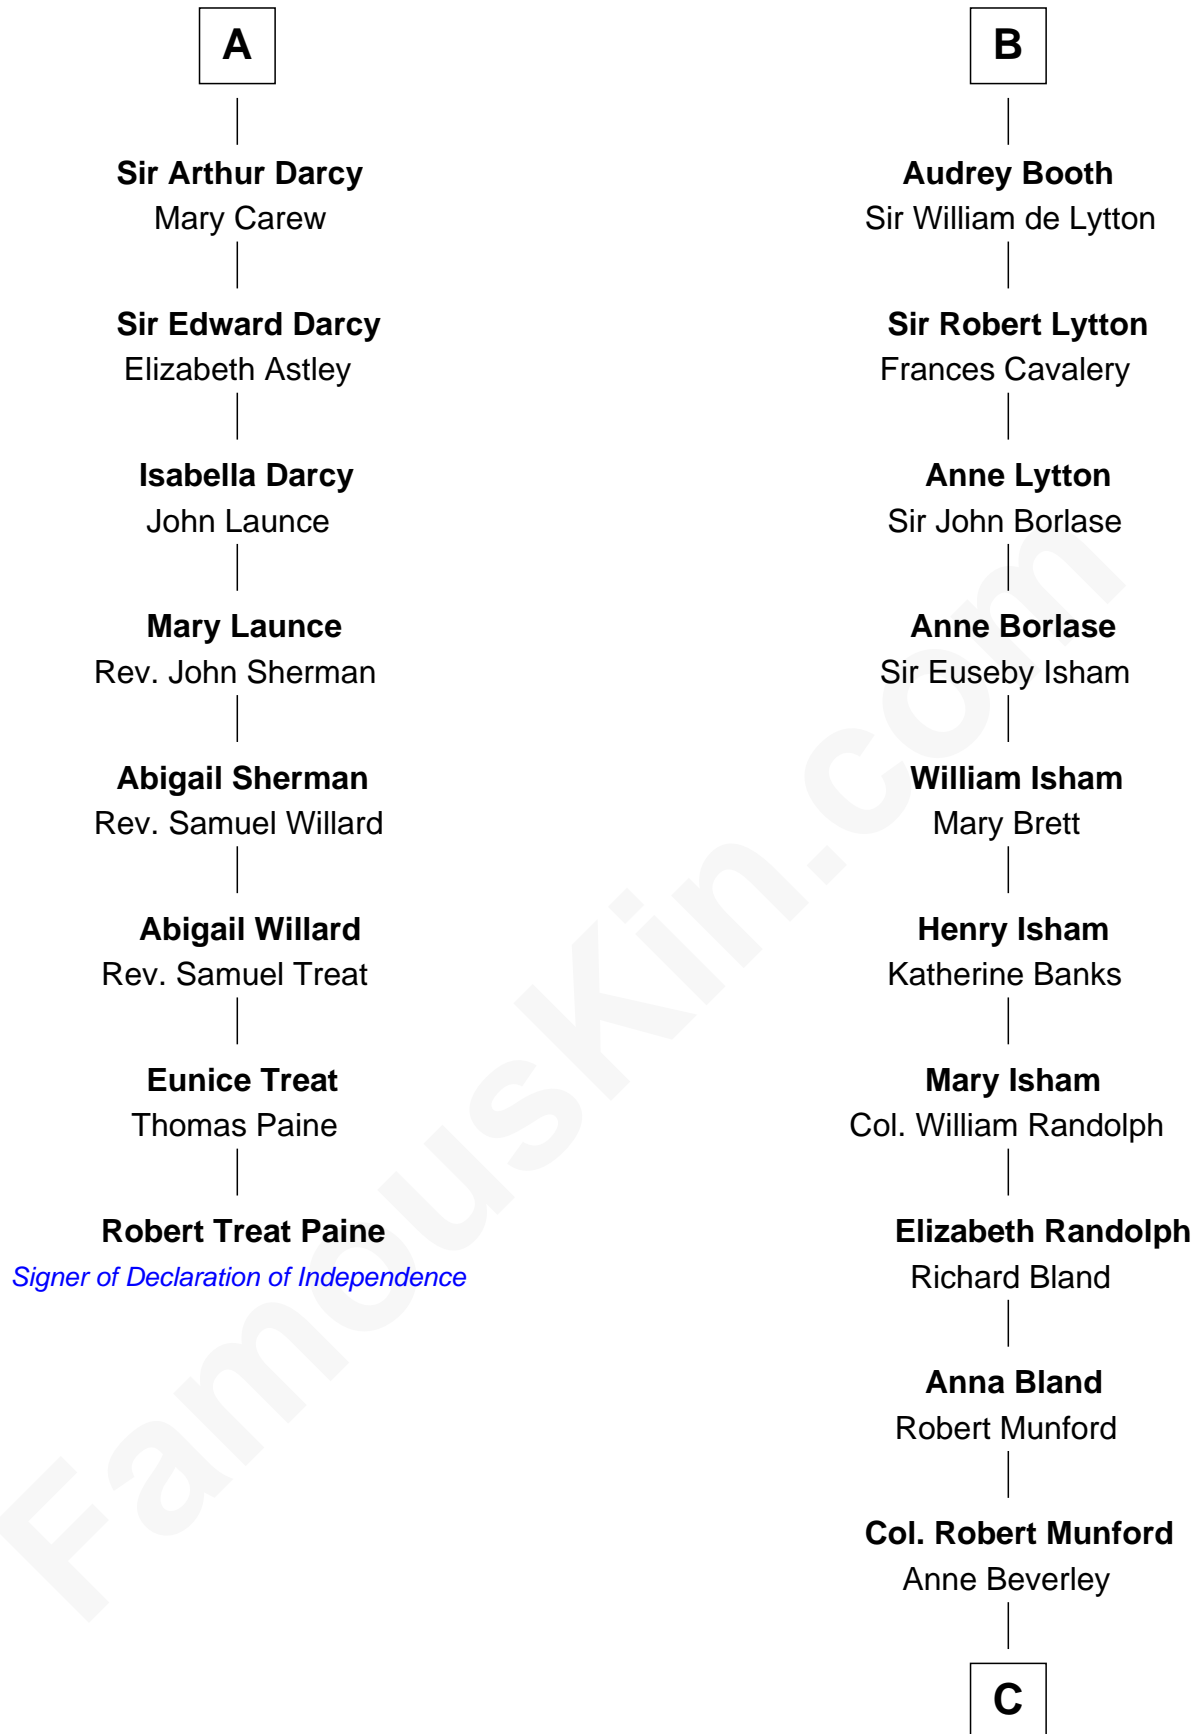 A
Sir Arthur Darcy
Mary Carew
Sir Edward Darcy
Elizabeth Astley
Isabella Darcy
John Launce
Mary Launce
Rev. John Sherman
Abigail Sherman
Rev. Samuel Willard
Abigail Willard
Rev. Samuel Treat
Eunice Treat
Thomas Paine
Robert Treat Paine
Signer of Declaration of Independence
B
Audrey Booth
Sir William de Lytton
Sir Robert Lytton
Frances Cavalery
Anne Lytton
Sir John Borlase
Anne Borlase
Sir Euseby Isham
William Isham
Mary Brett
Henry Isham
Katherine Banks
Mary Isham
Col. William Randolph
Elizabeth Randolph
Richard Bland
Anna Bland
Robert Munford
Col. Robert Munford
Anne Beverley
C
FamousKin.com